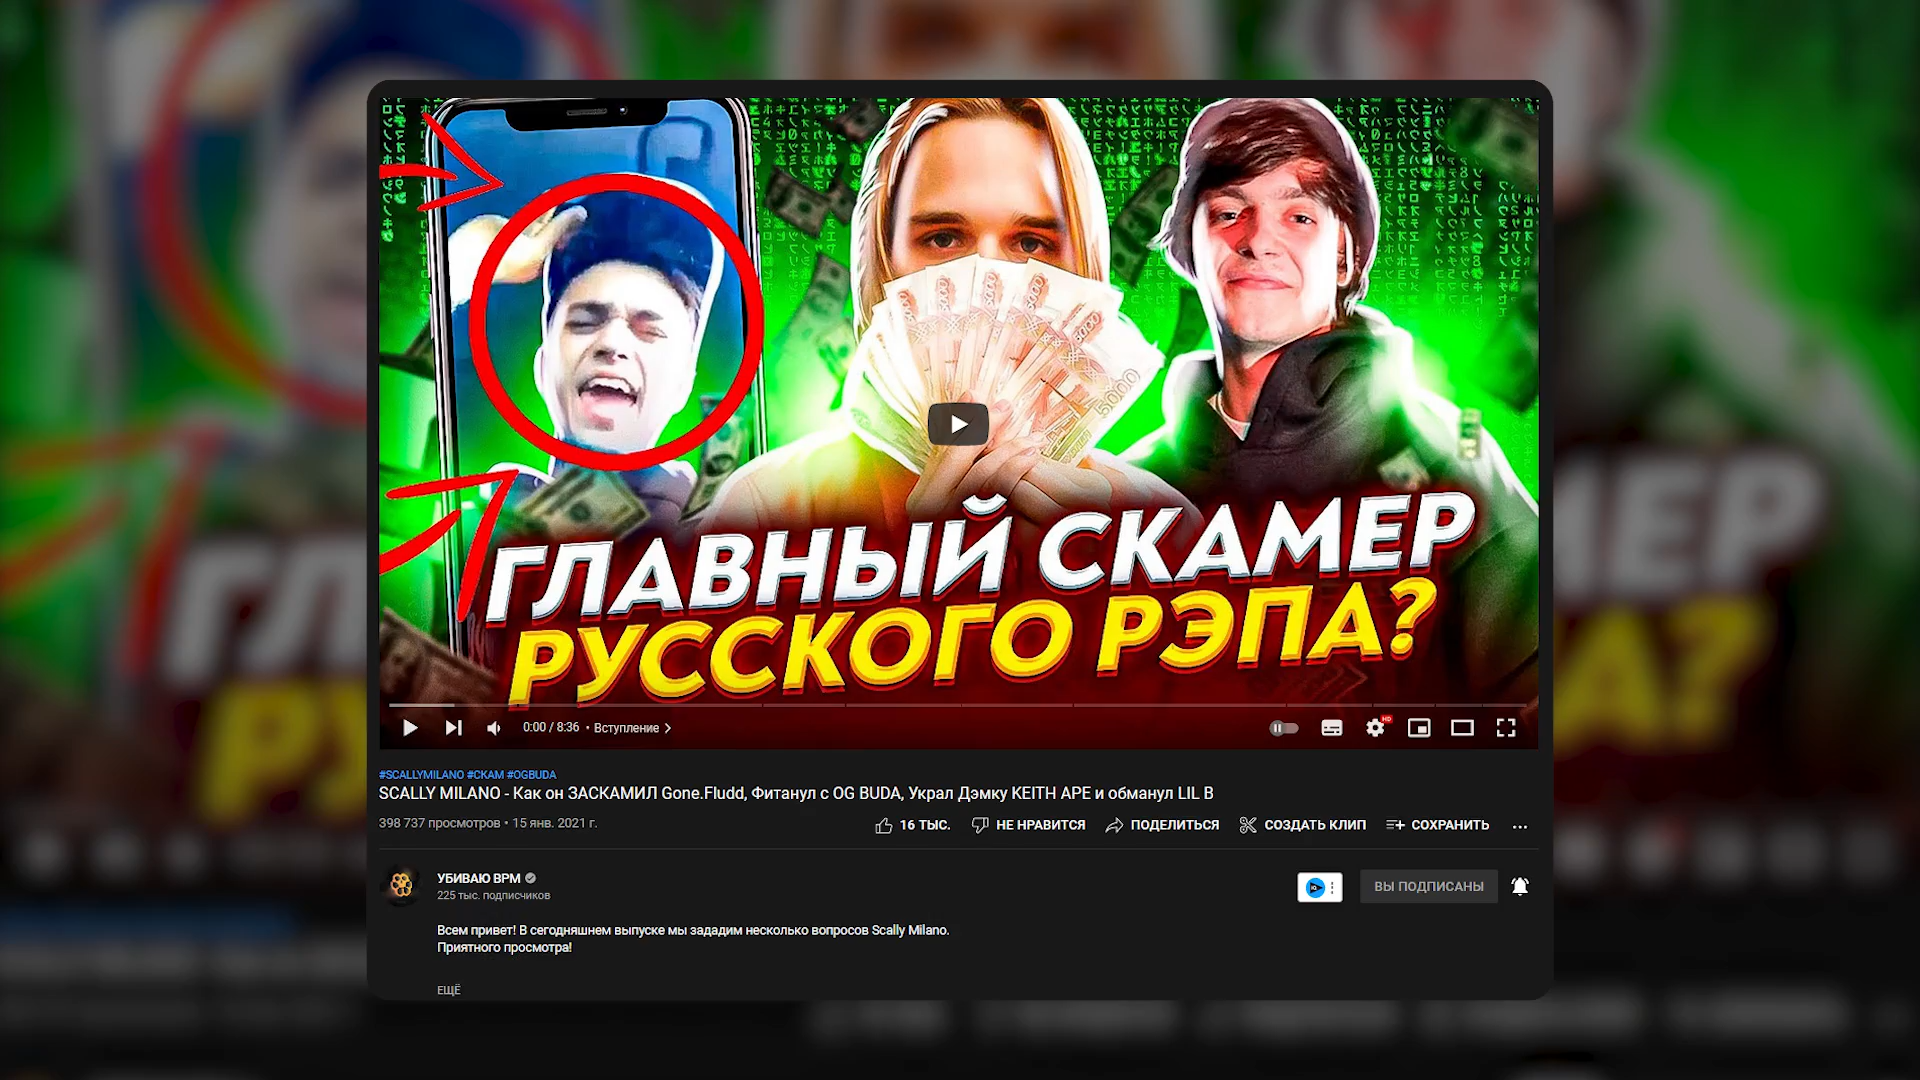 ГЛАВНЫЙ СКАМЕР
РУССКОГО РЭПА?
0:00 / 8:36 • Вступление
HD
#SCALLYMILANO #СКАМ #OGBUDA
SCALLY MILANO - Как он ЗАСКАМИЛ Gone.Fludd, Фитанул с OG BUDA, Украл Дэмку KEITH APE и обманул LIL B
398 737 просмотров • 15 янв. 2021 г.
16 ТЫС. НЕ НРАВИТСЯ ПОДЕЛИТЬСЯ СОЗДАТЬ КЛИП СОХРАНИТЬ
УБИВАЮ ВРМ
225 тыс. подписчиков
ВЫ ПОДПИСАНЫ
Всем привет! В сегодняшнем выпуске мы зададим несколько вопросов Scally Milano.
Приятного просмотра!
ЕЩЁ